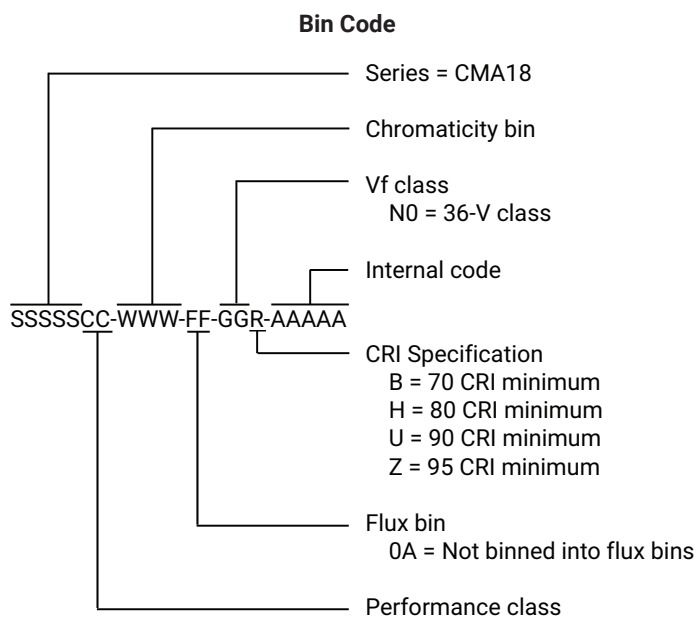 Bin Code
Series = CMA18
Chromaticity bin
Vf class
N0 = 36-V class
Internal code
SSSSSCC-WWW-FF-GGR-AAAAA
CRI Specification
B = 70 CRI minimum
H = 80 CRI minimum
U = 90 CRI minimum
Z = 95 CRI minimum
Flux bin
0A = Not binned into flux bins
Performance class